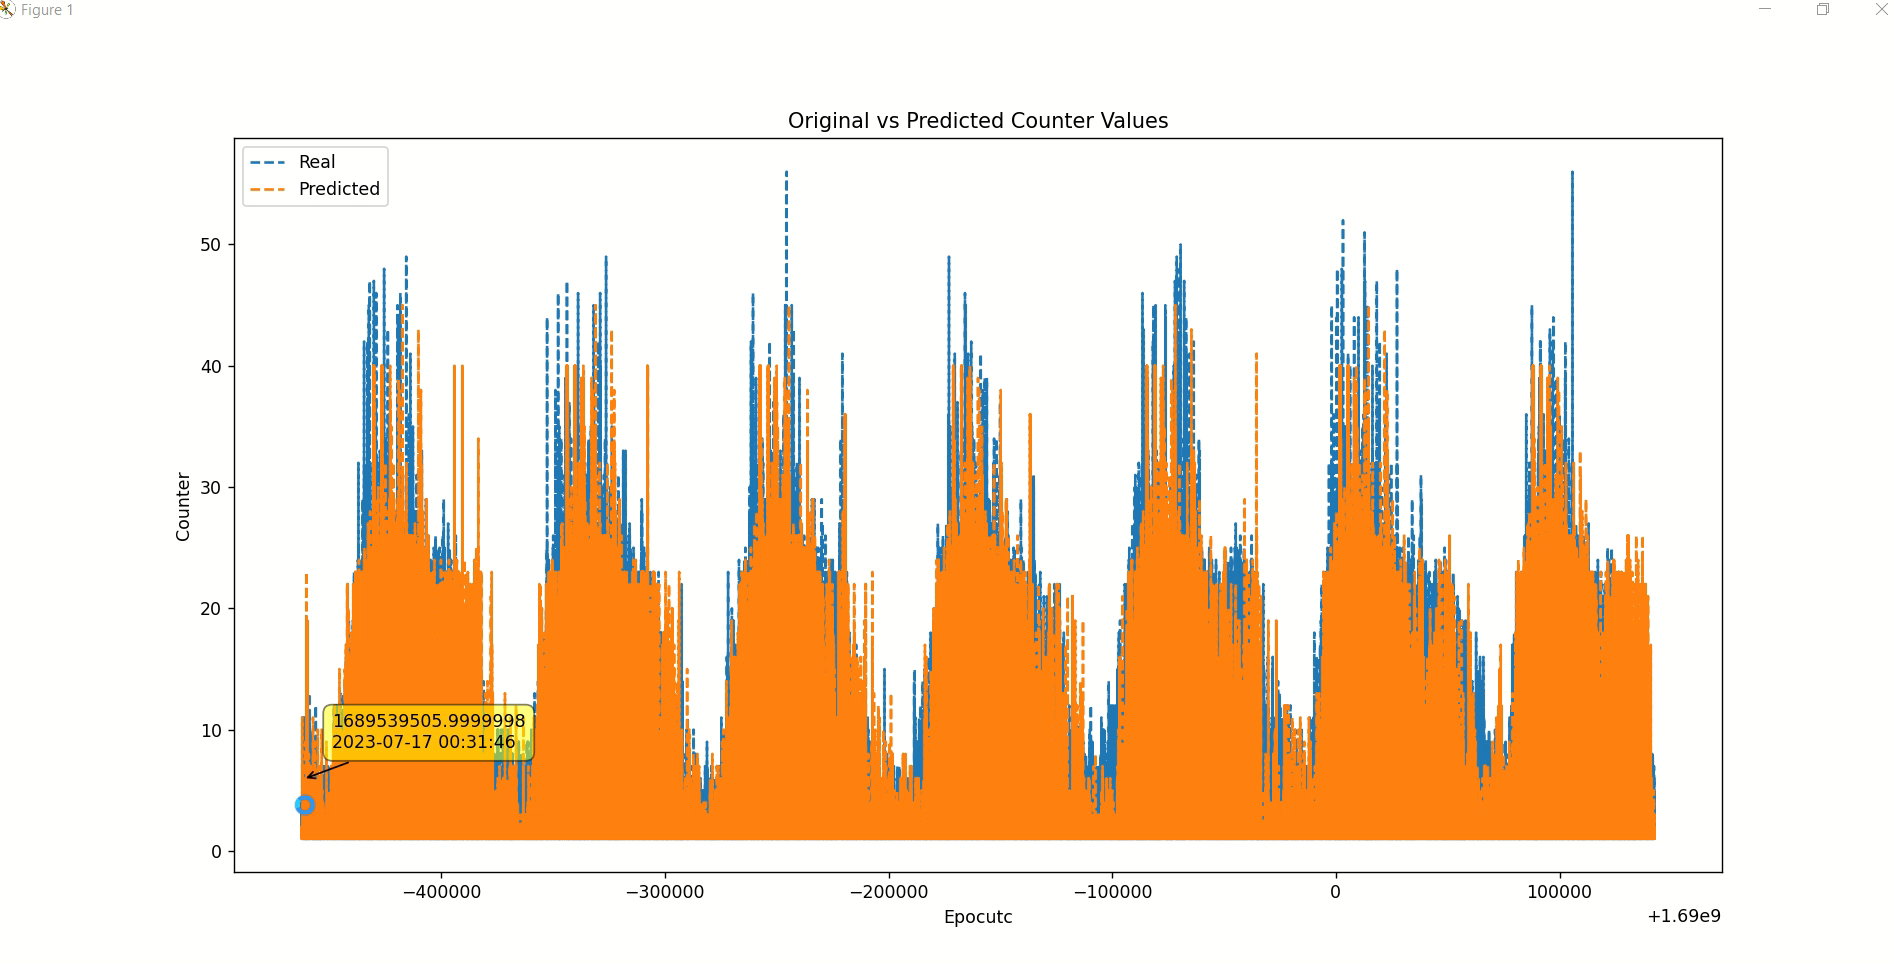 Figure 1
Original vs Predicted Counter Values
Real
Predicted
Counter
50
40
30
20
10
0
1689539505.9999998
2023-07-17 00:31:46
−400000
−300000
−200000
−100000
0
100000
Epocutc
+1.69e9